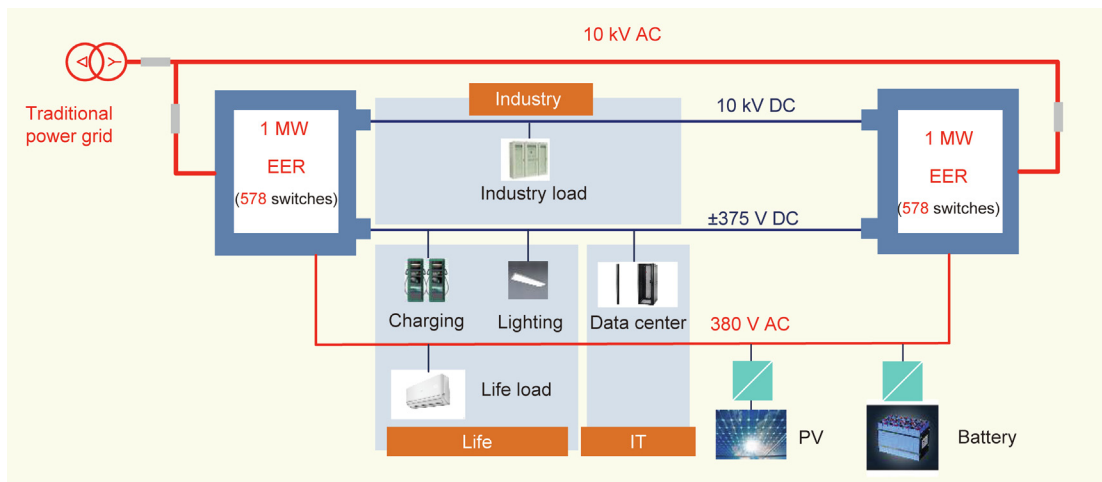 10 kV AC
Traditional
power grid
Industry
10 kV DC
1 MW
EER
(578 switches)
1 MW
EER
(578 switches)
Industry load
±375 V DC
Charging
Lighting
Data center
380 V AC
Life load
PV
Battery
Life
IT